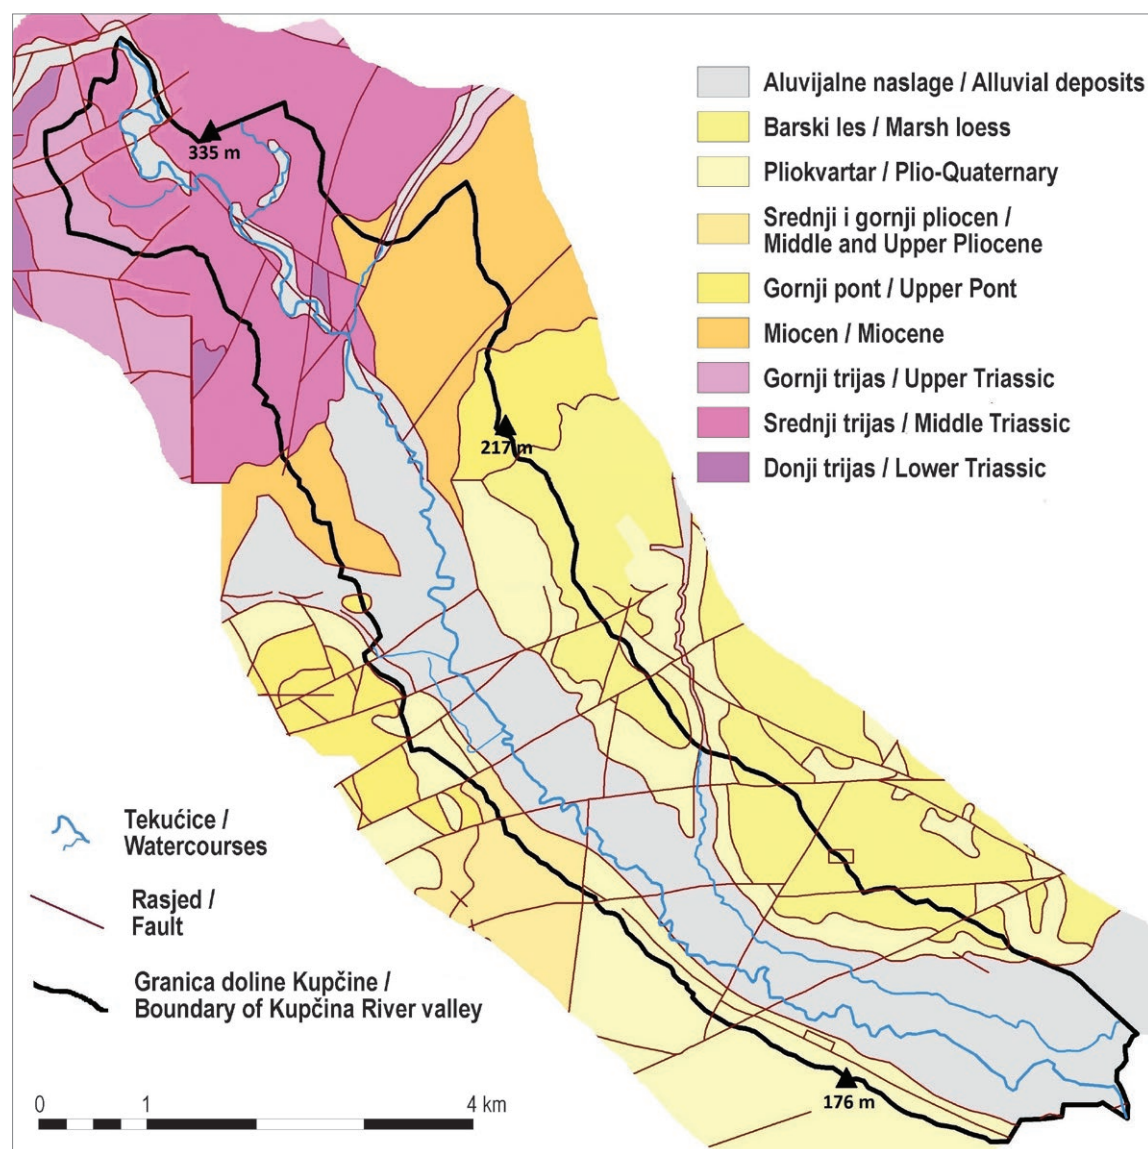 335 m
217 m
176 m
Aluvijalne naslage / Alluvial deposits
Barski les / Marsh loess
Pliokvartar / Plio-Quaternary
Srednji i gornji pliocen /
Middle and Upper Pliocene
Gornji pont / Upper Pont
Miocen / Miocene
Gornji trijas / Upper Triassic
Srednji trijas / Middle Triassic
Donji trijas / Lower Triassic
Tekućice /
Watercourses
Rasjed /
Fault
Granica doline Kupčine /
Boundary of Kupčina River valley
0 1 4 km